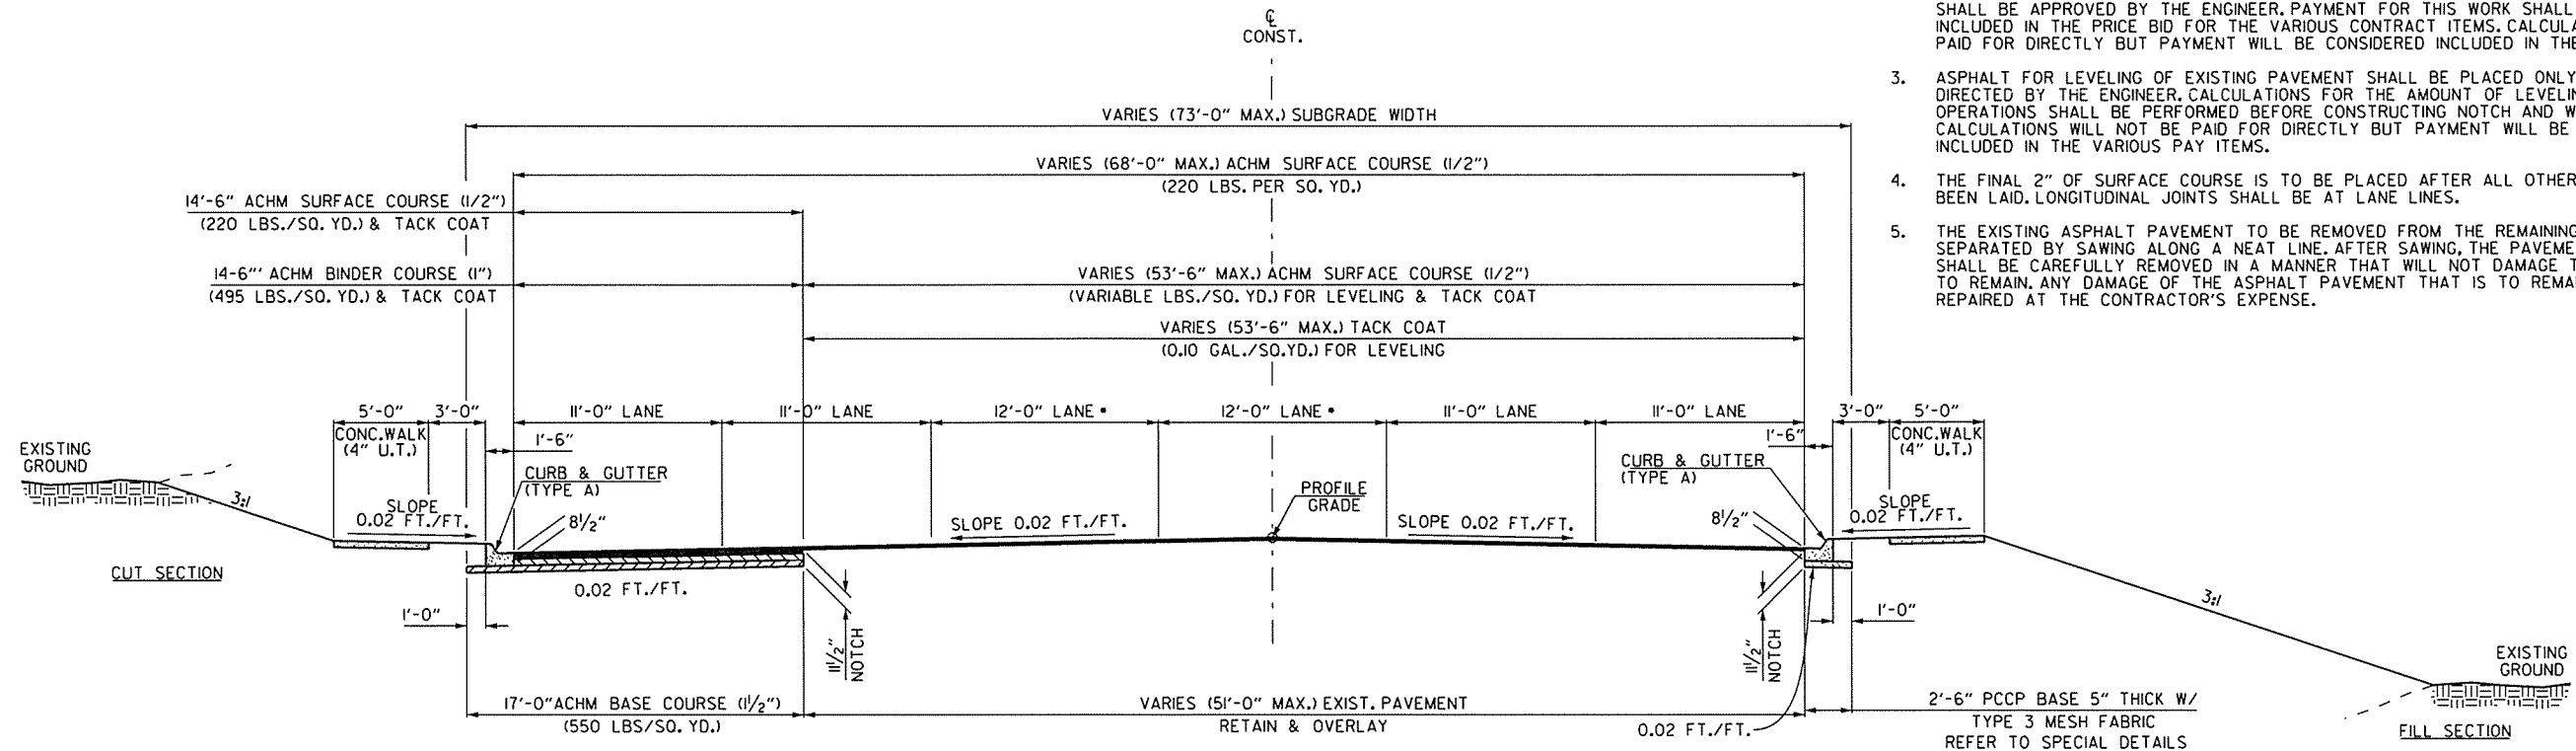 ℄
CONST.
VARIES (73'-0" MAX.) SUBGRADE WIDTH
VARIES (68'-0" MAX.) ACHM SURFACE COURSE (1/2")
(220 LBS. PER SQ. YD.)
14'-6" ACHM SURFACE COURSE (1/2")
(220 LBS./SQ. YD.) & TACK COAT
14-6"' ACHM BINDER COURSE (1")
(495 LBS./SQ. YD.) & TACK COAT
VARIES (53'-6" MAX.) ACHM SURFACE COURSE (1/2")
(VARIABLE LBS./SQ. YD.) FOR LEVELING & TACK COAT
VARIES (53'-6" MAX.) TACK COAT
(0.10 GAL./SQ.YD.) FOR LEVELING
SHALL BE APPROVED BY THE ENGINEER. PAYMENT FOR THIS WORK SHALL
INCLUDED IN THE PRICE BID FOR THE VARIOUS CONTRACT ITEMS. CALCULA
PAID FOR DIRECTLY BUT PAYMENT WILL BE CONSIDERED INCLUDED IN THE
3. ASPHALT FOR LEVELING OF EXISTING PAVEMENT SHALL BE PLACED ONLY
DIRECTED BY THE ENGINEER. CALCULATIONS FOR THE AMOUNT OF LEVELIN
OPERATIONS SHALL BE PERFORMED BEFORE CONSTRUCTING NOTCH AND W
CALCULATIONS WILL NOT BE PAID FOR DIRECTLY BUT PAYMENT WILL BE
INCLUDED IN THE VARIOUS PAY ITEMS.
4. THE FINAL 2" OF SURFACE COURSE IS TO BE PLACED AFTER ALL OTHER
BEEN LAID. LONGITUDINAL JOINTS SHALL BE AT LANE LINES.
5. THE EXISTING ASPHALT PAVEMENT TO BE REMOVED FROM THE REMAINING
SEPARATED BY SAWING ALONG A NEAT LINE. AFTER SAWING, THE PAVEME
SHALL BE CAREFULLY REMOVED IN A MANNER THAT WILL NOT DAMAGE T
TO REMAIN. ANY DAMAGE OF THE ASPHALT PAVEMENT THAT IS TO REMA
REPAIRED AT THE CONTRACTOR'S EXPENSE.
5'-0" 3'-0" 11'-0" LANE 11'-0" LANE 12'-0" LANE • 12'-0" LANE • 11'-0" LANE 11'-0" LANE 3'-0" 5'-0"
CONC. WALK
(4" U.T.)
1'-6"
1'-6"
CONC. WALK
(4" U.T.)
EXISTING
GROUND
3:1
SLOPE
0.02 FT./FT.
CURB & GUTTER
(TYPE A)
8½"
SLOPE 0.02 FT./FT.
PROFILE
GRADE
SLOPE 0.02 FT./FT.
CURB & GUTTER
(TYPE A)
8½"
SLOPE
0.02 FT./FT.
CUT SECTION
0.02 FT./FT.
1'-0"
11½"
NOTCH
11½"
NOTCH
1'-0"
3:1
EXISTING
GROUND
17'-0" ACHM BASE COURSE (1½")
(550 LBS/SQ. YD.)
VARIES (51'-0" MAX.) EXIST. PAVEMENT
RETAIN & OVERLAY
0.02 FT./FT.
2'-6" PCCP BASE 5" THICK W/
TYPE 3 MESH FABRIC
REFER TO SPECIAL DETAILS
FILL SECTION